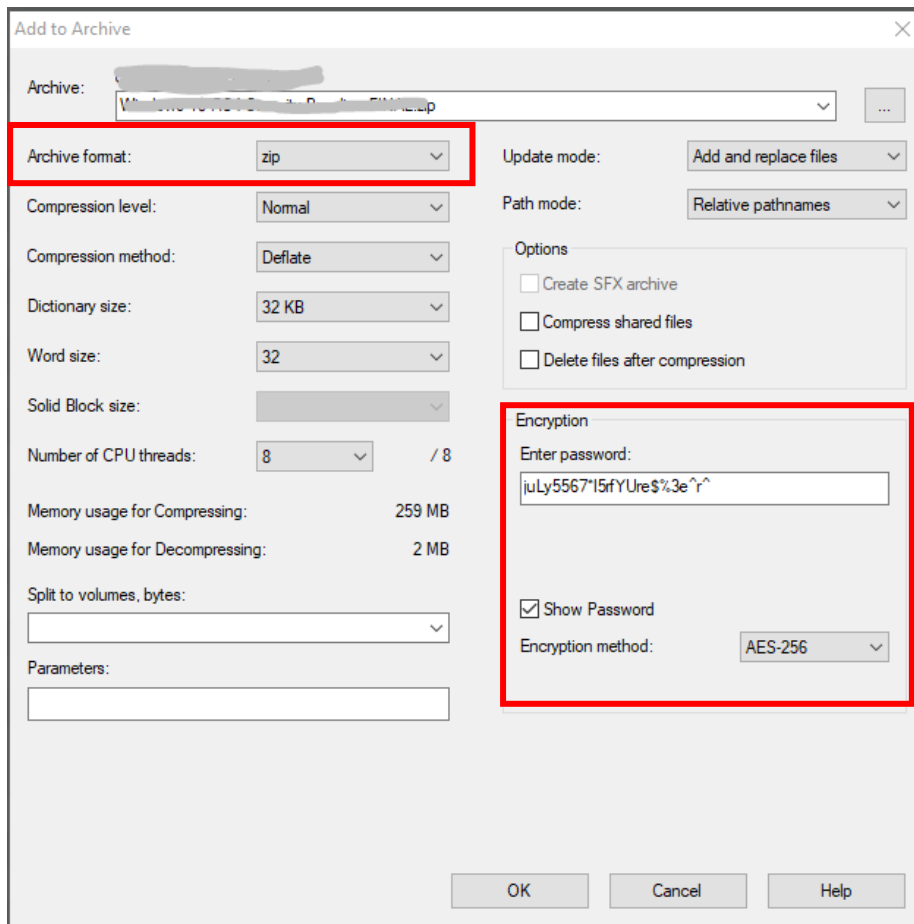 Add to Archive
Archive:
...
Archive format: zip
Update mode: Add and replace files
Compression level: Normal
Path mode: Relative pathnames
Compression method: Deflate
Options
Create SFX archive
Dictionary size: 32 KB
Compress shared files
Word size: 32
Delete files after compression
Solid Block size:
Encryption
Number of CPU threads: 8 / 8
Enter password:
Memory usage for Compressing: 259 MB
Memory usage for Decompressing: 2 MB
Split to volumes, bytes:
Show Password
Encryption method: AES-256
Parameters:
OK Cancel Help